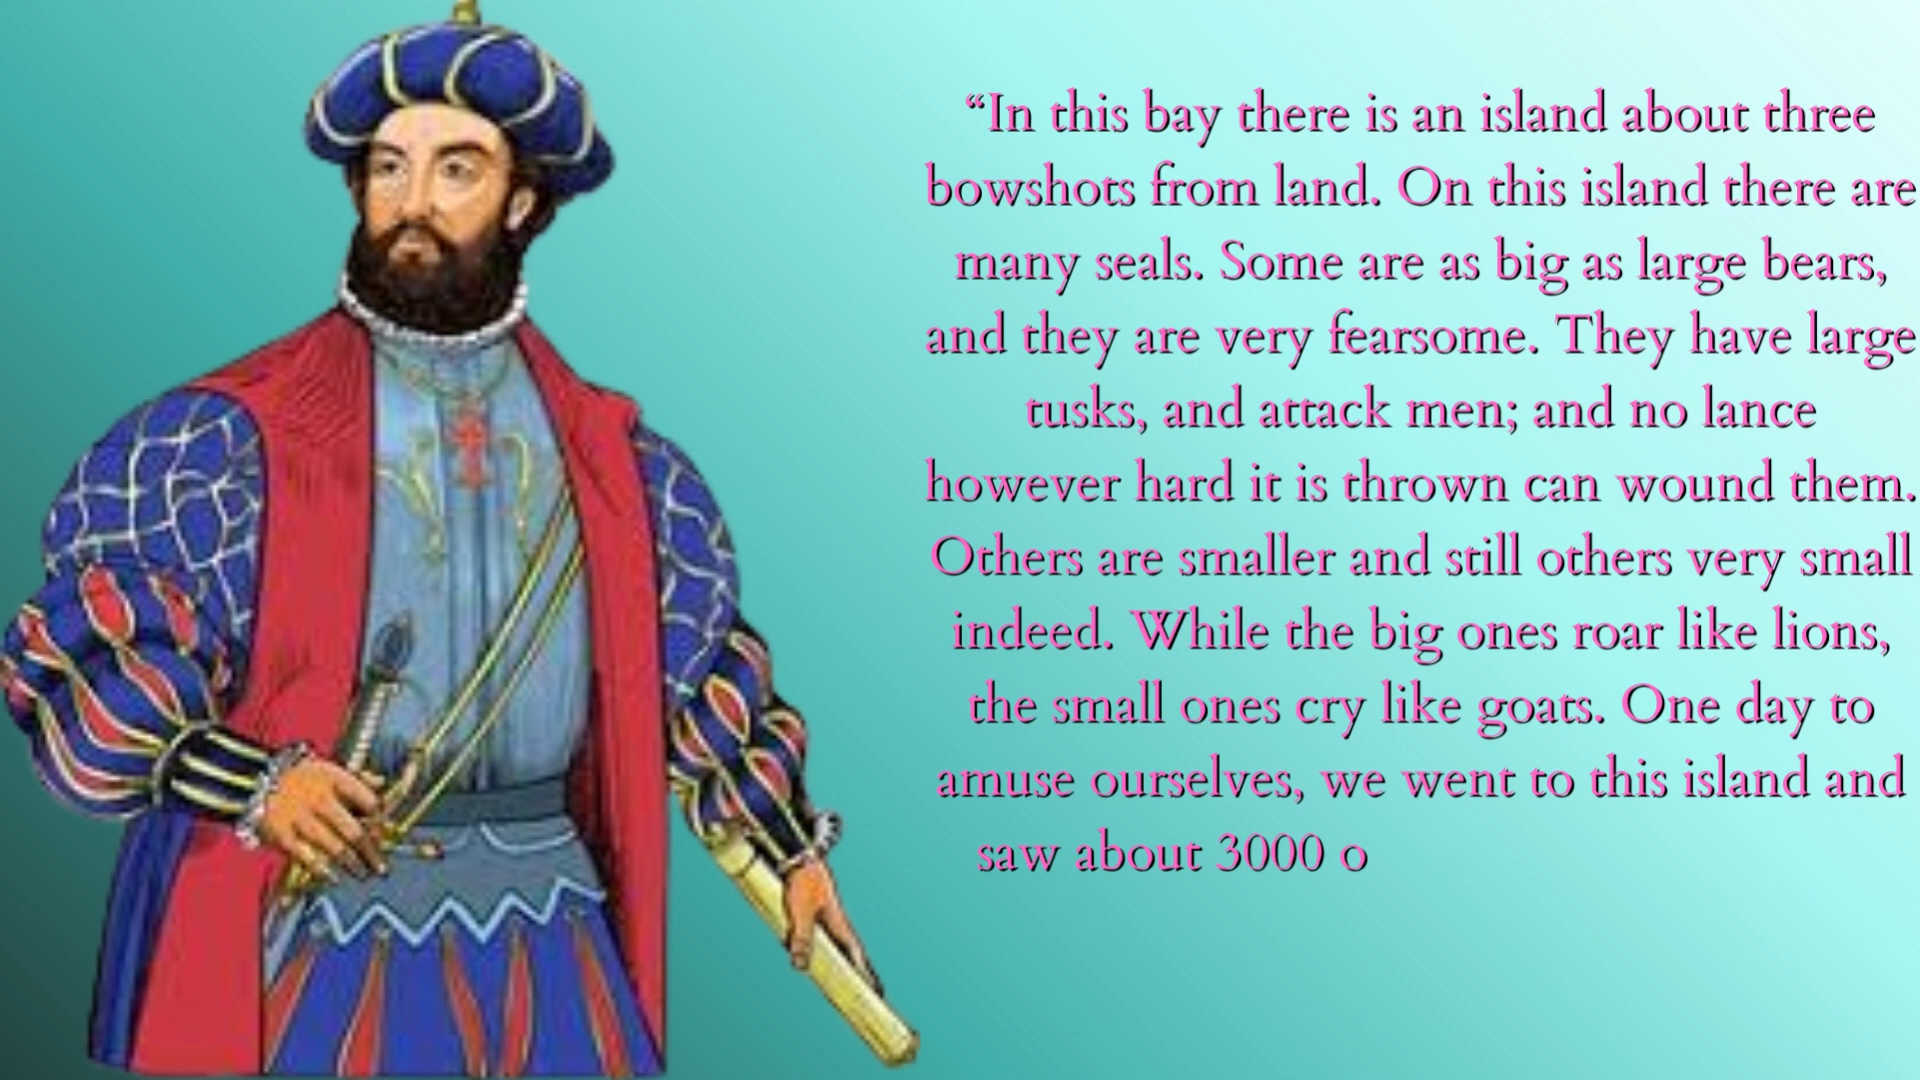 “In this bay there is an island about three
bowshots from land. On this island there are
many seals. Some are as big as large bears,
and they are very fearsome. They have large
tusks, and attack men; and no lance
however hard it is thrown can wound them.
Others are smaller and still others very small
indeed. While the big ones roar like lions,
the small ones cry like goats. One day to
amuse ourselves, we went to this island and
saw about 3000 o